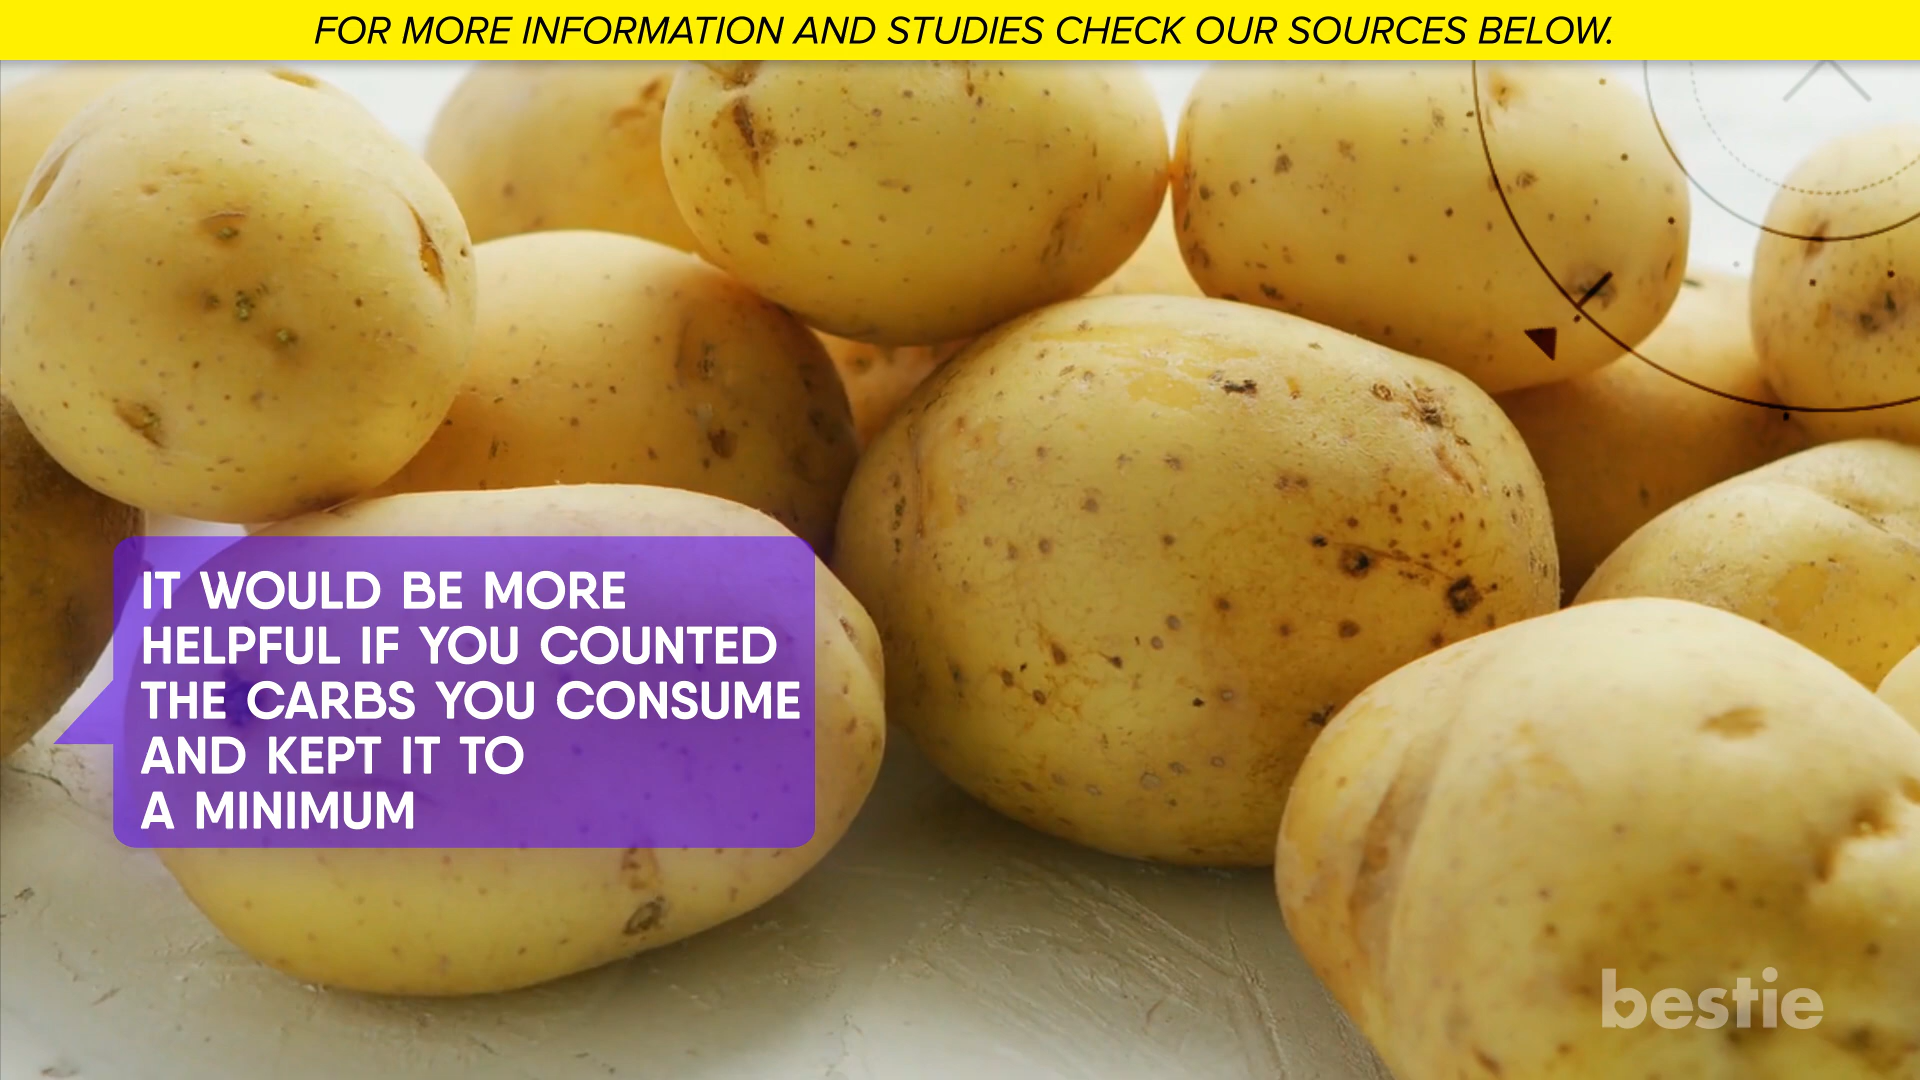 FOR MORE INFORMATION AND STUDIES CHECK OUR SOURCES BELOW.
IT WOULD BE MORE
HELPFUL IF YOU COUNTED
THE CARBS YOU CONSUME
AND KEPT IT TO
A MINIMUM
bestie